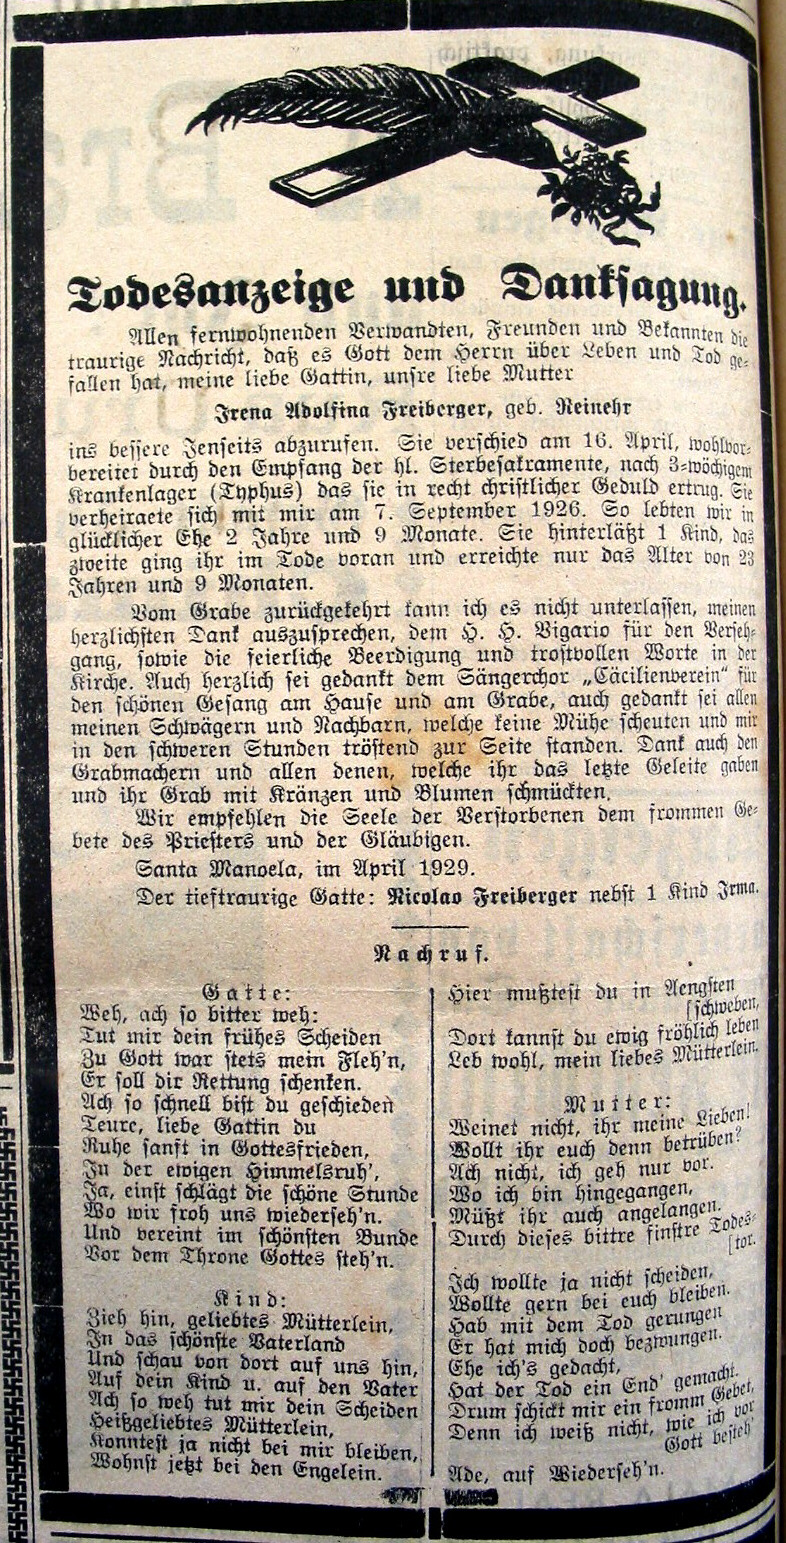 Todesanzeige und Danksagung.
Allen fernwohnenden Verwandten, Freunden und Bekannten die
traurige Nachricht, daß es Gott dem Herrn über Leben und Tod ge-
fallen hat, meine liebe Gattin, unsre liebe Mutter
Irena Adolfina Freiberger, geb. Reinehr
ins bessere Jenseits abzurufen. Sie verschied am 16. April, wohlvor-
bereitet durch den Empfang der hl. Sterbesakramente, nach 3-wöchigem
Krankenlager (Typhus) das sie in recht christlicher Geduld ertrug. Sie
verheiraete sich mit mir am 7. September 1926. So lebten wir in
glücklicher Ehe 2 Jahre und 9 Monate. Sie hinterläßt 1 Kind, das
zweite ging ihr im Tode voran und erreichte nur das Alter von 23
Jahren und 9 Monaten.
Vom Grabe zurückgekehrt kann ich es nicht unterlassen, meinen
herzlichsten Dank auszusprechen, dem H. H. Vigario für den Verseh-
gang, sowie die feierliche Beerdigung und trostvollen Worte in der
Kirche. Auch herzlich sei gedankt dem Sängerchor „Cäcilienverein" für
den schönen Gesang am Hause und am Grabe, auch gedankt sei allen
meinen Schwägern und Nachbarn, welche keine Mühe scheuten und mir
in den schweren Stunden tröstend zur Seite standen. Dank auch den
Grabmachern und allen denen, welche ihr das letzte Geleite gaben
und ihr Grab mit Kränzen und Blumen schmückten.
Wir empfehlen die Seele der Verstorbenen dem frommen Ge-
bete des Priesters und der Gläubigen.
Santa Manoela, im April 1929.
Der tieftraurige Gatte: Nicolao Freiberger nebst 1 Kind Irma.
Nachruf.
Gatte:
Weh, ach so bitter weh:
Tut mir dein frühes Scheiden
Zu Gott war stets mein Fleh'n,
Er soll dir Rettung schenken.
Ach so schnell bist du geschieden
Teure, liebe Gattin du
Ruhe sanft in Gottesfrieden,
In der ewigen Himmelsruh',
Ja, einst schlägt die schöne Stunde
Wo wir froh uns wiederseh'n.
Und vereint im schönsten Bunde
Vor dem Throne Gottes steh'n.
Kind:
Zieh hin, geliebtes Mütterlein,
In das schönste Vaterland
Und schau von dort auf uns hin,
Auf dein Kind u. auf den Vater
Ach so weh tut mir dein Scheiden
Heißgeliebtes Mütterlein,
Konntest ja nicht bei mir bleiben,
Wohnst jetzt bei den Engelein.
Hier mußtest du in Aengsten
[schweben,
Dort kannst du ewig fröhlich leben
Leb wohl, mein liebes Mütterlein.
Mutter:
Weinet nicht, ihr meine Lieben!
Wollt ihr euch denn betrüben?
Ach nicht, ich geh nur vor.
Wo ich bin hingegangen,
Müßt ihr auch angelangen.
Durch dieses bittre finstre Todes-
[tor.
Ich wollte ja nicht scheiden,
Wollte gern bei euch bleiben.
Hab mit dem Tod gerungen
Er hat mich doch bezwungen.
Ehe ich's gedacht,
Hat der Tod ein End' gemacht.
Drum schickt mir ein fromm Gebet,
Denn ich weiß nicht, wie ich vor
Gott besteh'
Ade, auf Wiederseh'n.